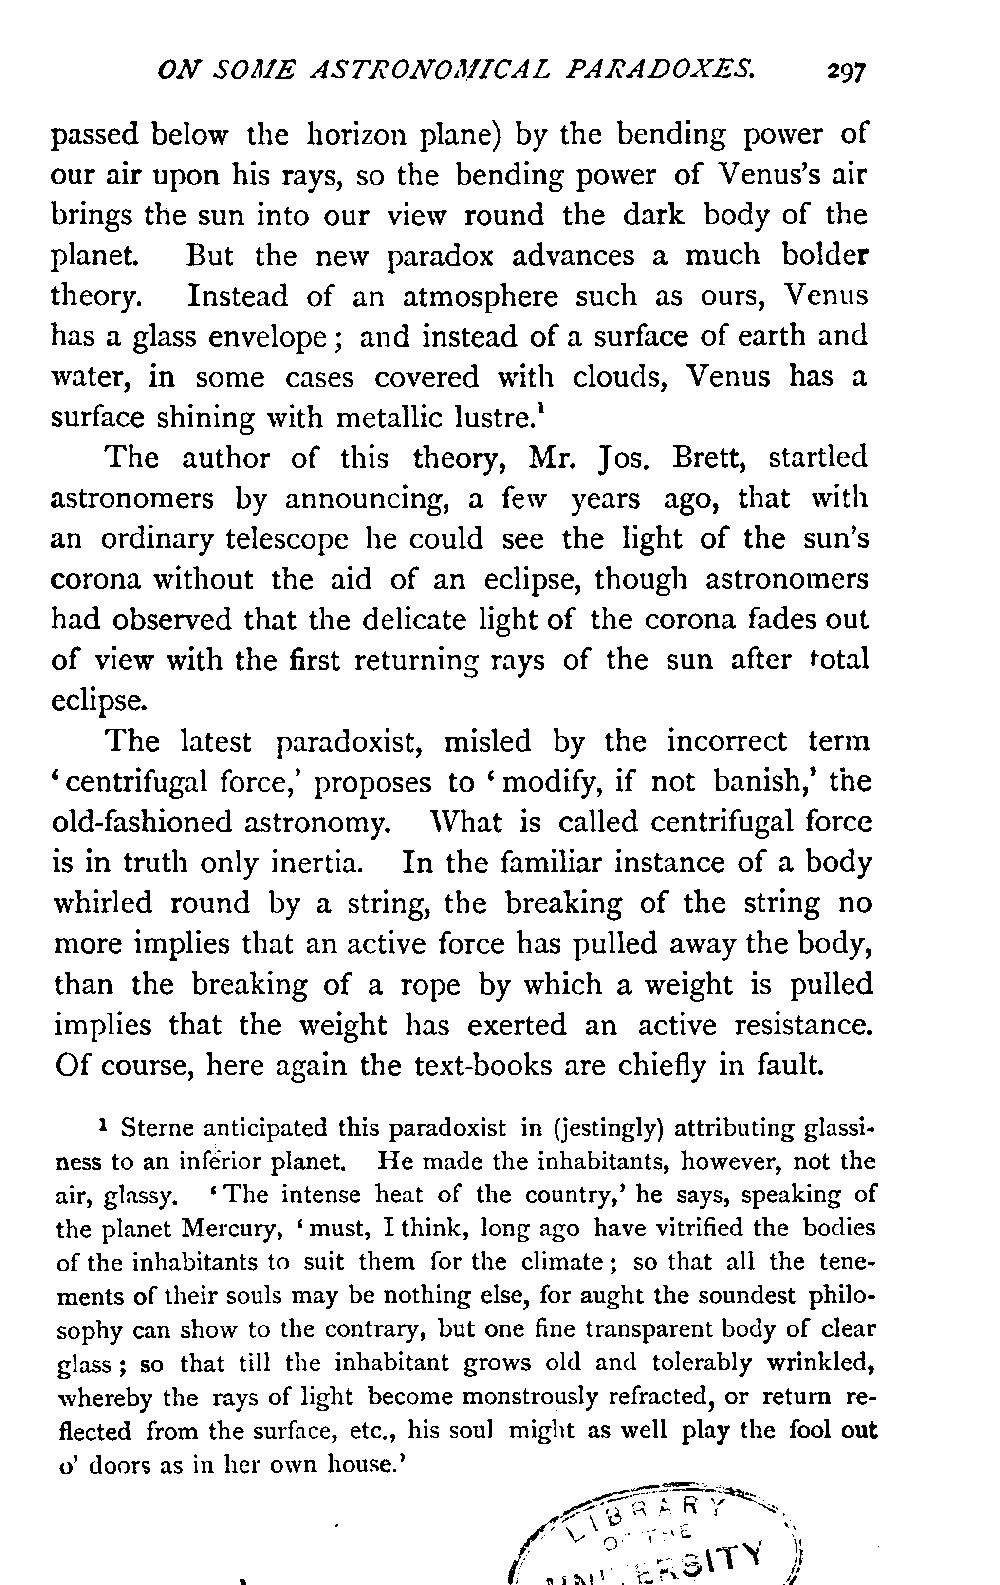 ON SOME ASTRONOMICAL PARADOXES. 297
passed below the horizon plane) by the bending power of
our air upon his rays, so the bending power of Venus's air
brings the sun into our view round the dark body of the
planet. But the new paradox advances a much bolder
theory. Instead of an atmosphere such as ours, Venus
has a glass envelope; and instead of a surface of earth and
water, in some cases covered with clouds, Venus has a
surface shining with metallic lustre.¹
The author of this theory, Mr. Jos. Brett, startled
astronomers by announcing, a few years ago, that with
an ordinary telescope he could see the light of the sun's
corona without the aid of an eclipse, though astronomers
had observed that the delicate light of the corona fades out
of view with the first returning rays of the sun after total
eclipse.
The latest paradoxist, misled by the incorrect term
'centrifugal force,' proposes to 'modify, if not banish,' the
old-fashioned astronomy. What is called centrifugal force
is in truth only inertia. In the familiar instance of a body
whirled round by a string, the breaking of the string no
more implies that an active force has pulled away the body,
than the breaking of a rope by which a weight is pulled
implies that the weight has exerted an active resistance.
Of course, here again the text-books are chiefly in fault.
¹ Sterne anticipated this paradoxist in (jestingly) attributing glassi-
ness to an inferior planet. He made the inhabitants, however, not the
air, glassy. 'The intense heat of the country,' he says, speaking of
the planet Mercury, 'must, I think, long ago have vitrified the bodies
of the inhabitants to suit them for the climate; so that all the tene-
ments of their souls may be nothing else, for aught the soundest philo-
sophy can show to the contrary, but one fine transparent body of clear
glass; so that till the inhabitant grows old and tolerably wrinkled,
whereby the rays of light become monstrously refracted, or return re-
flected from the surface, etc., his soul might as well play the fool out
o' doors as in her own house.'
LIBRARY
OF THE
UNIVERSITY